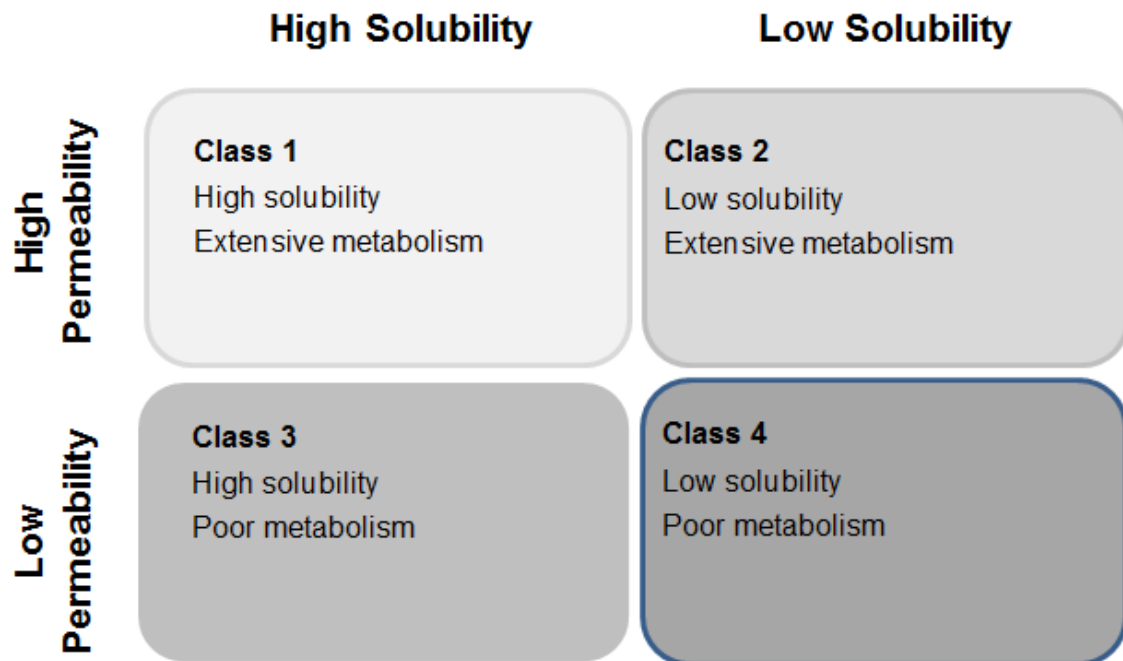 High Solubility
Low Solubility
High
Permeability
Class 1
High solubility
Extensive metabolism
Class 2
Low solubility
Extensive metabolism
Low
Permeability
Class 3
High solubility
Poor metabolism
Class 4
Low solubility
Poor metabolism